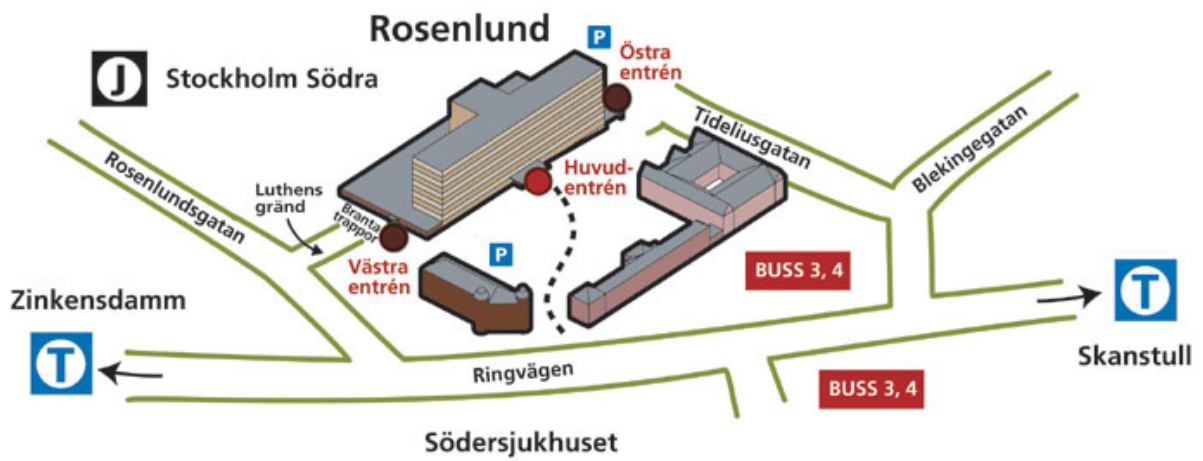 Rosenlund
P
Östra
entrén
J
Stockholm Södra
Tideliusgatan
Blekingegatan
Rosenlundsgatan
Luthens
gränd
Branta
trappor
Huvud-
entrén
Västra
entrén
P
BUSS 3, 4
Zinkensdamm
T
T
Skanstull
Ringvägen
BUSS 3, 4
Södersjukhuset